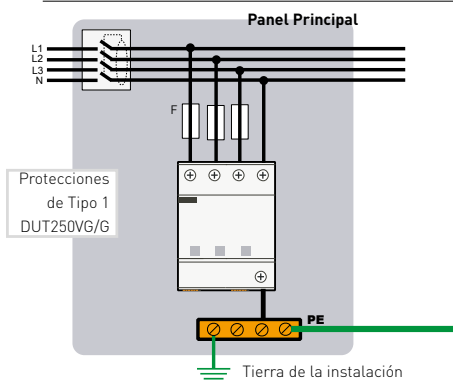 Panel Principal
L1
L2
L3
N
F
Protecciones
de Tipo 1
DUT250VG/G
PE
Tierra de la instalación